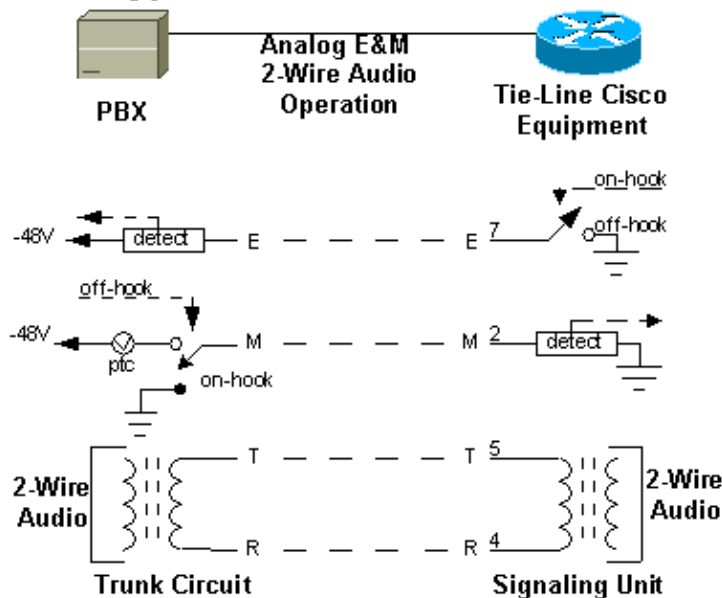 Analog E&M
2-Wire Audio
Operation
PBX
Tie-Line Cisco
Equipment
on-hook
off-hook
-48V
detect
E
E
7
off-hook
-48V
ptc
M
M
2
detect
on-hook
2-Wire
Audio
T
T
5
R
R
4
2-Wire
Audio
Trunk Circuit
Signaling Unit